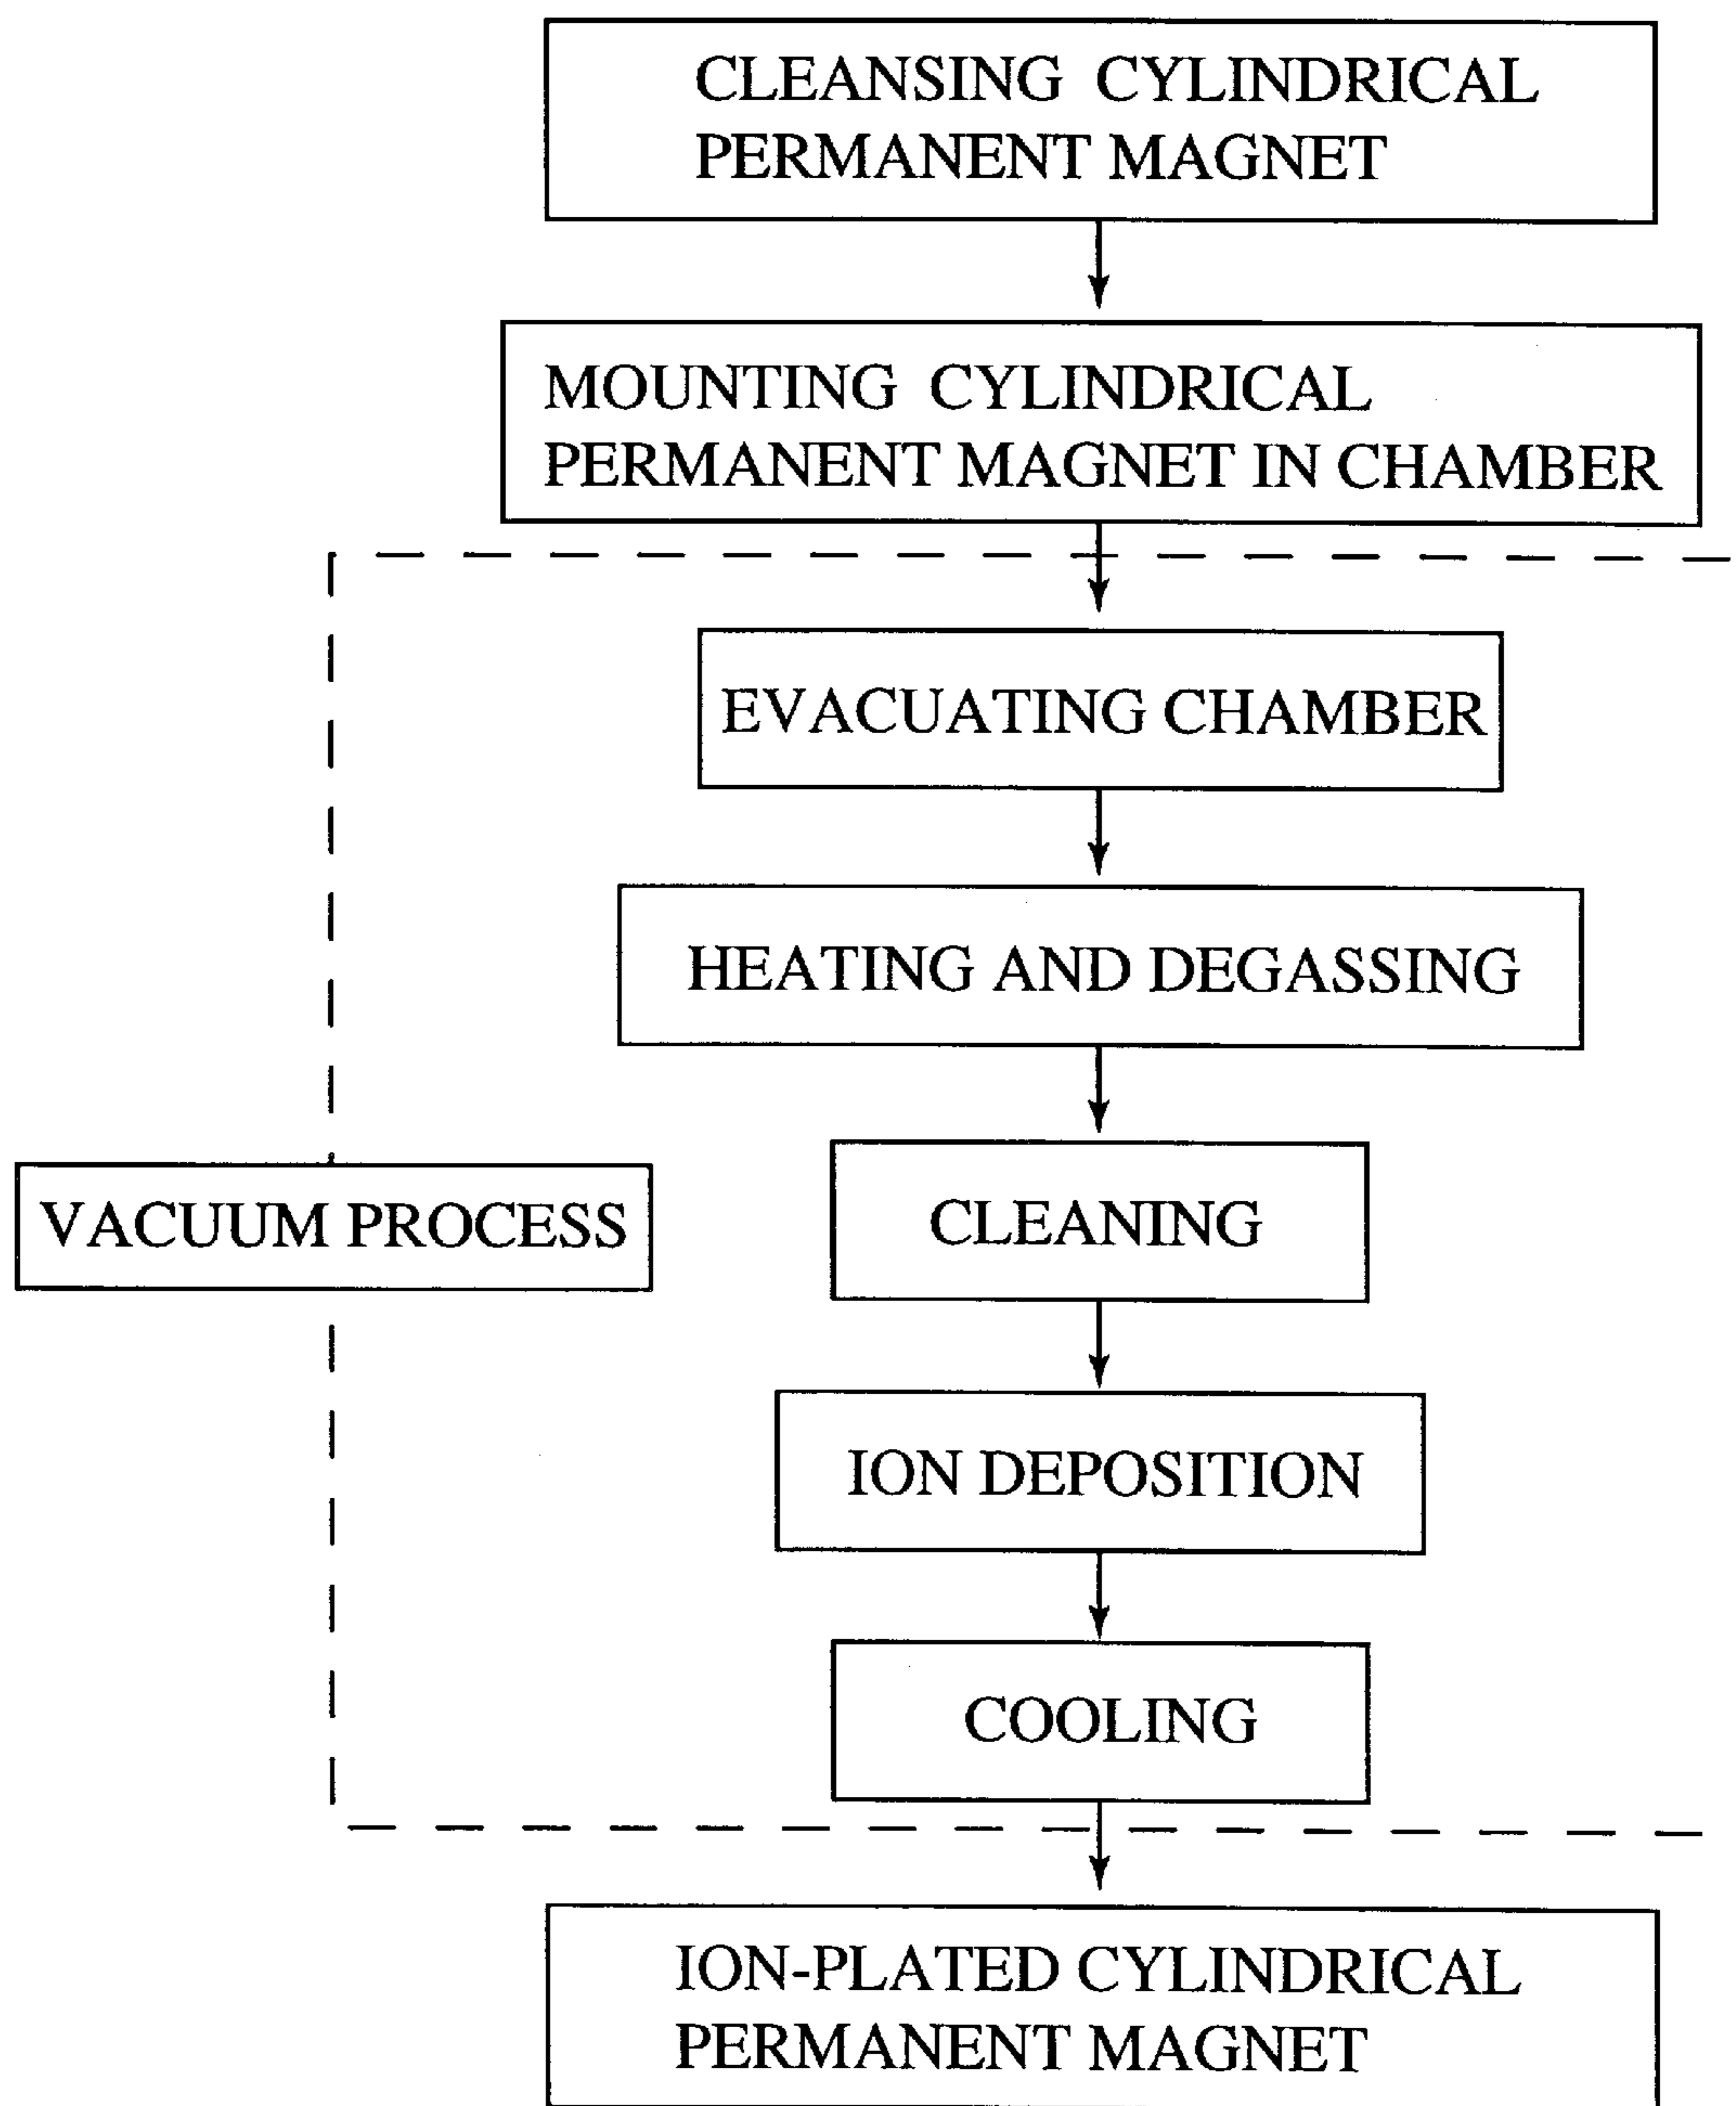 CLEANSING CYLINDRICAL
PERMANENT MAGNET
MOUNTING CYLINDRICAL
PERMANENT MAGNET IN CHAMBER
EVACUATING CHAMBER
HEATING AND DEGASSING
VACUUM PROCESS
CLEANING
ION DEPOSITION
COOLING
ION-PLATED CYLINDRICAL
PERMANENT MAGNET